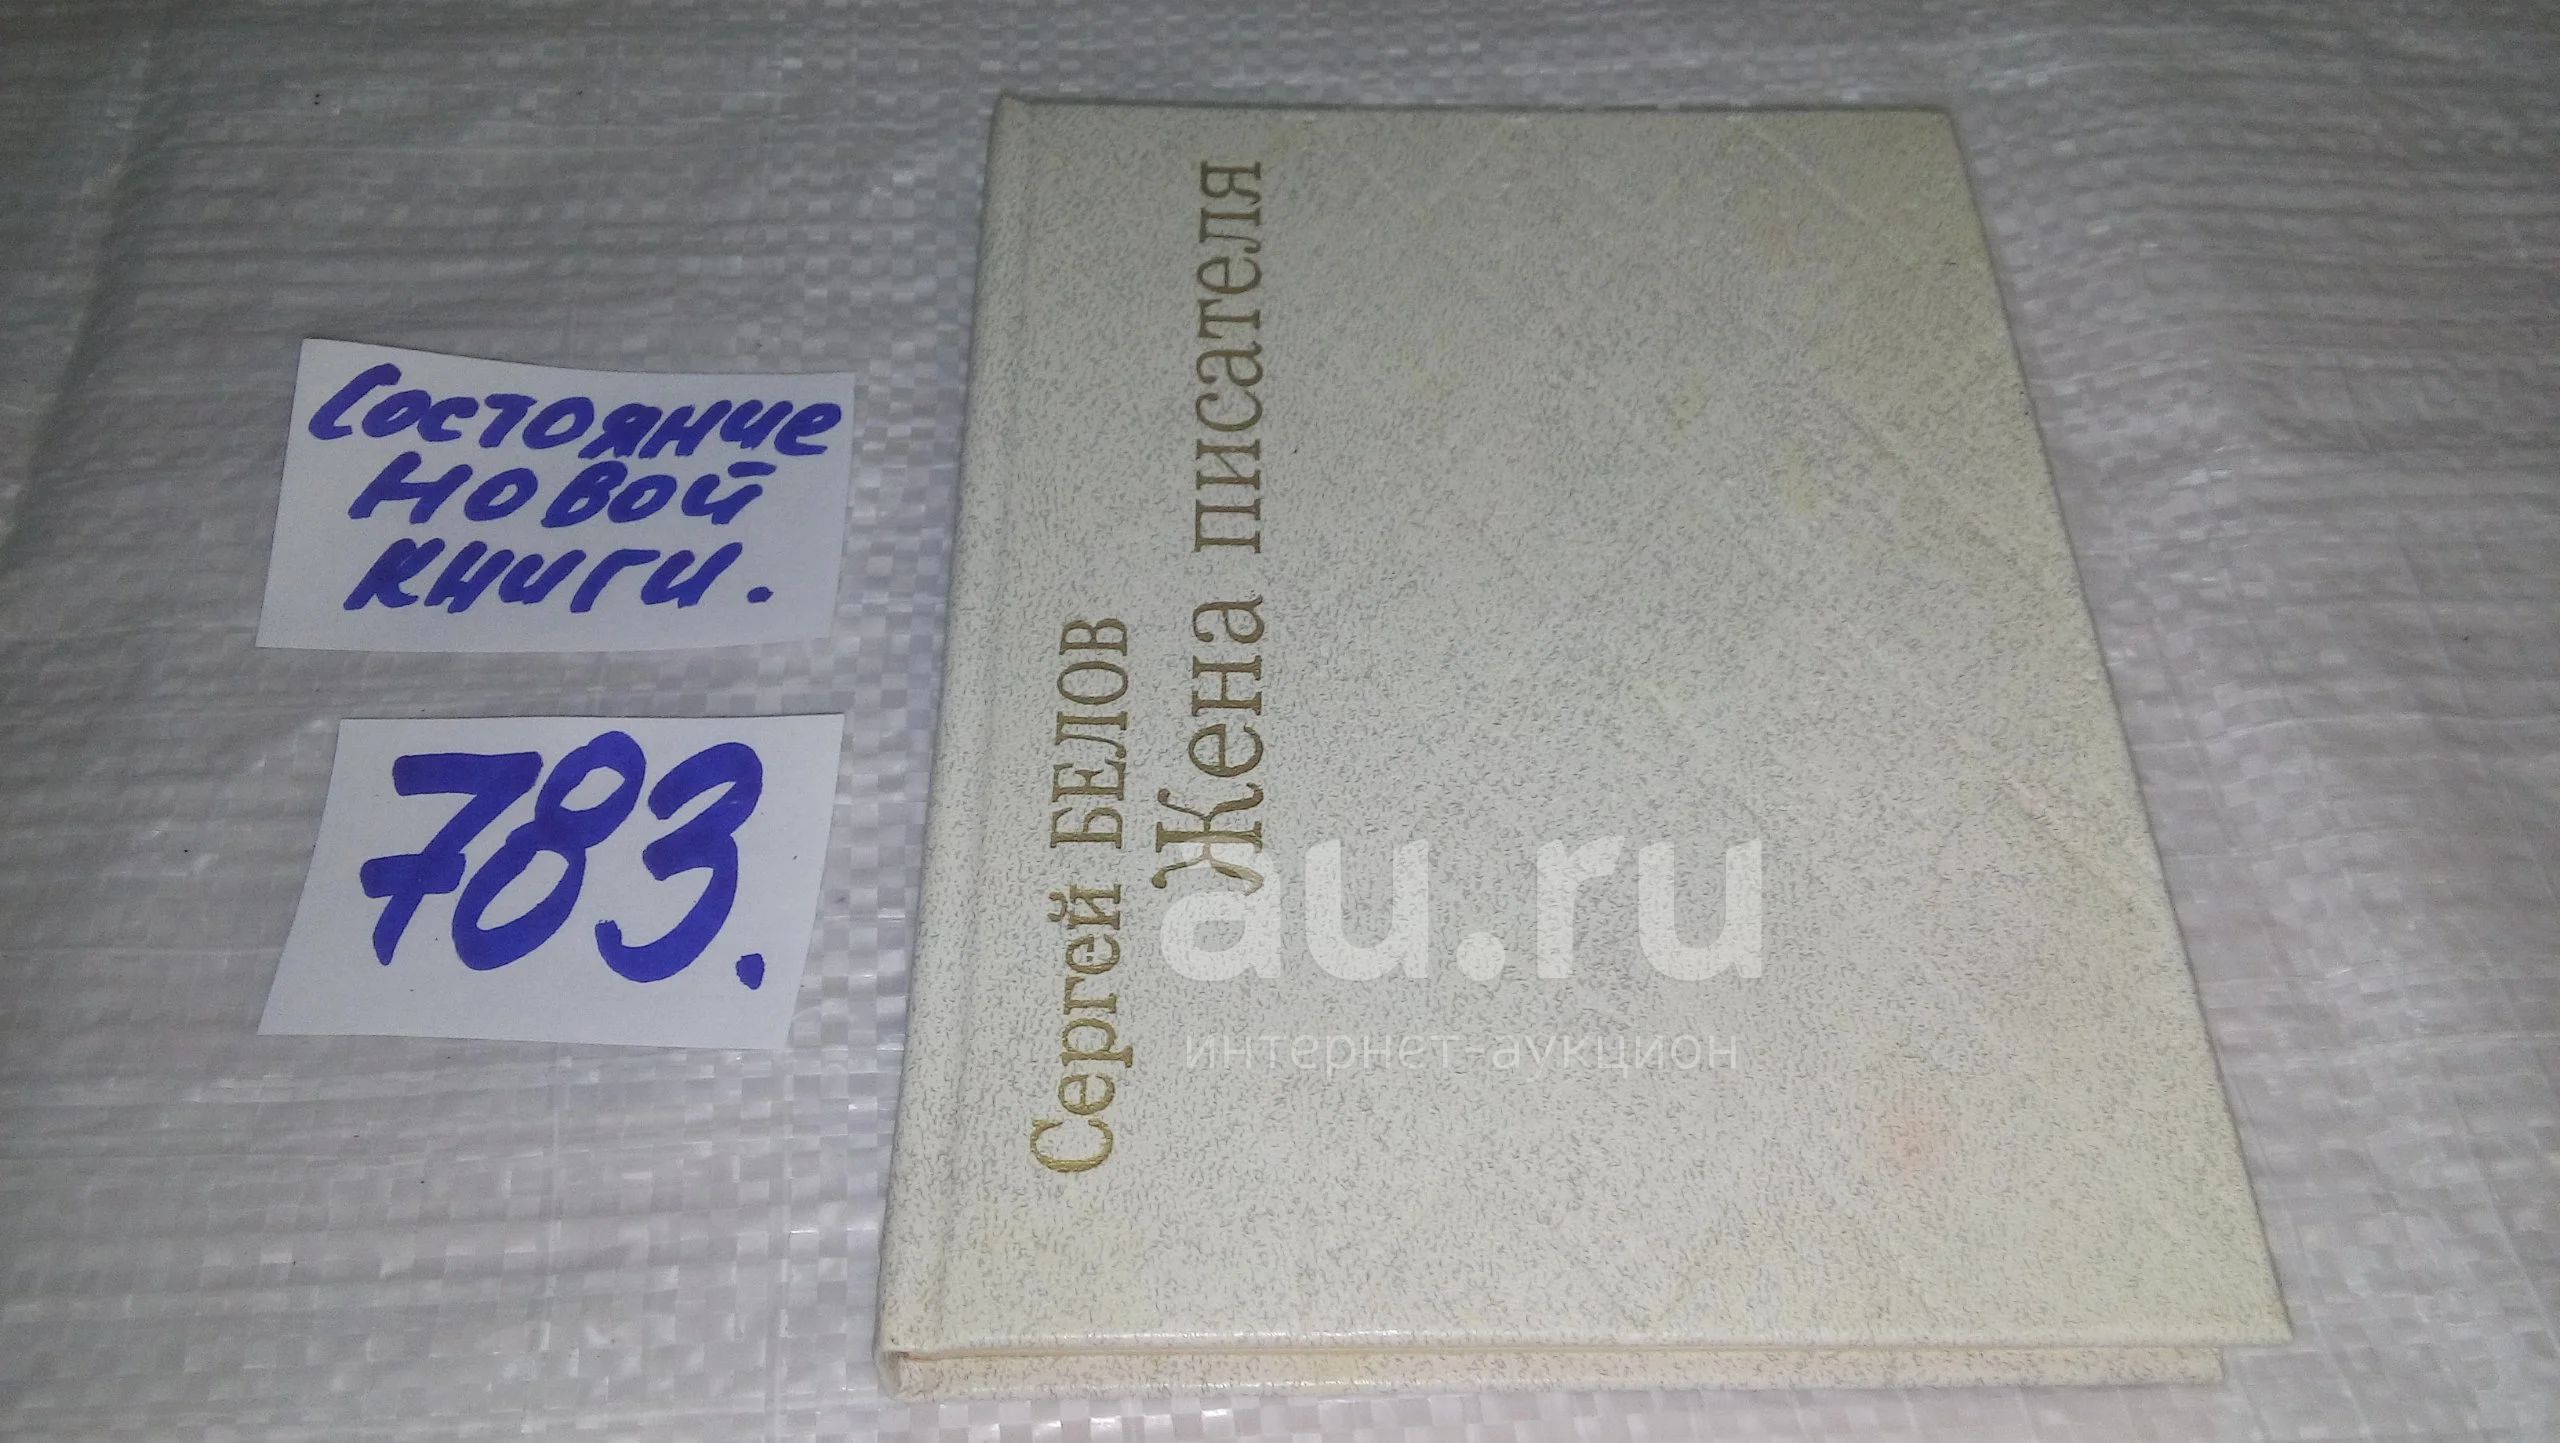 Состояние
новой
книги.
783.
Сергей БЕЛОВ
Жена писателя
au.ru
интернет-аукцион